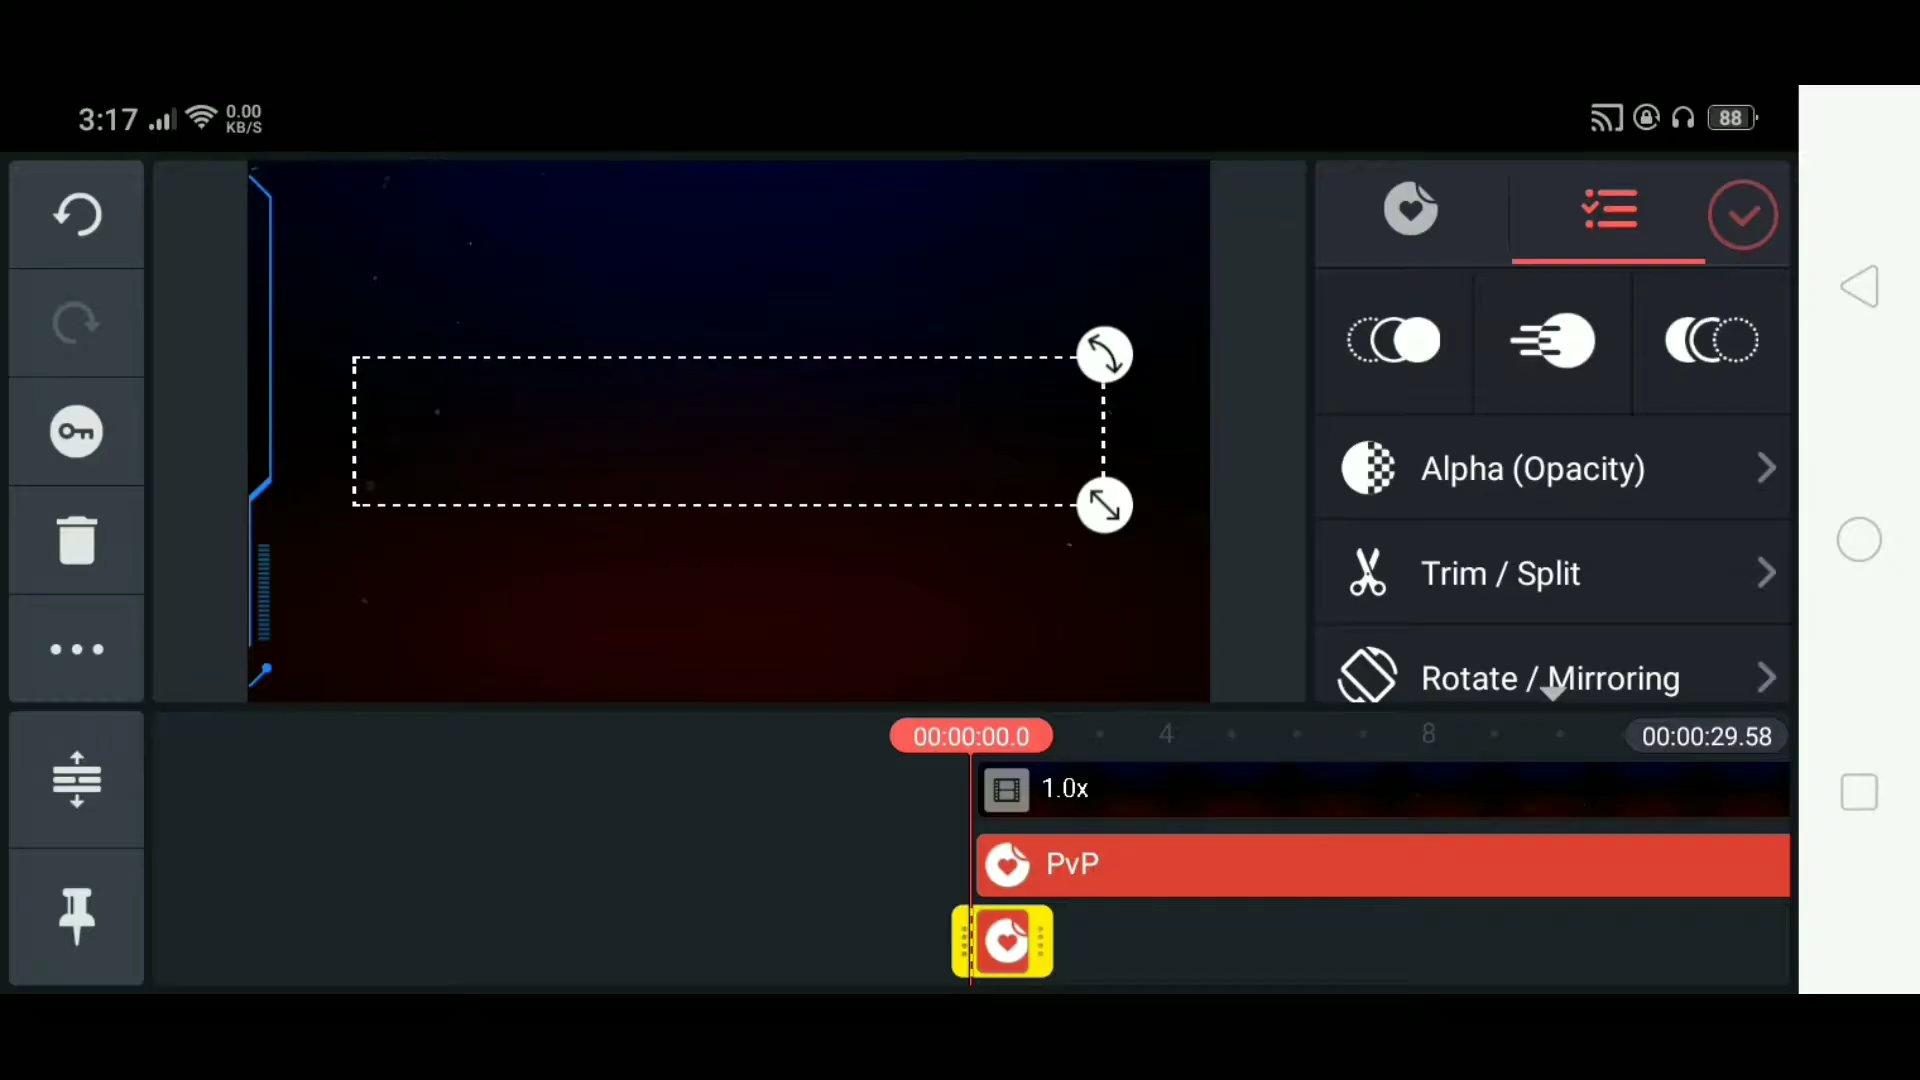 3:17
0.00
KB/S
88
Alpha (Opacity)
Trim / Split
Rotate / Mirroring
00:00:00.0
4
8
00:00:29.58
1.0x
PvP